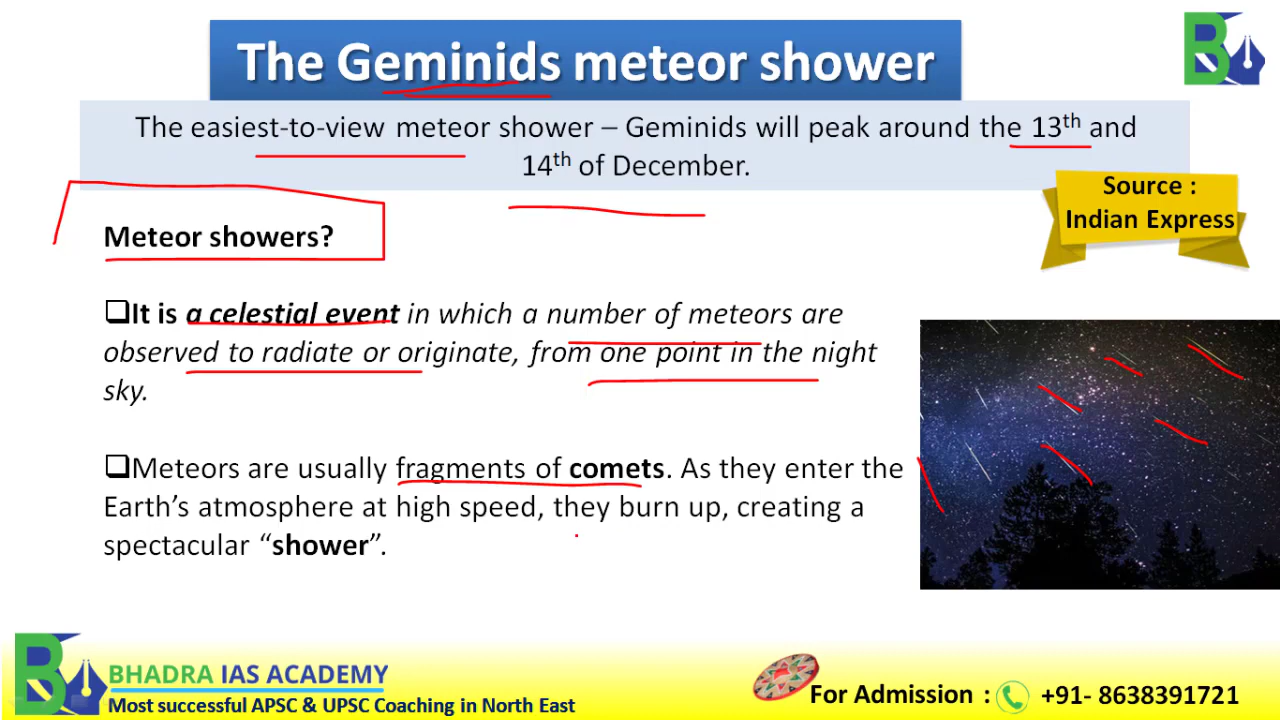 The Geminids meteor shower
The easiest-to-view meteor shower – Geminids will peak around the 13th and
14th of December.
Source :
Indian Express
Meteor showers?
❑It is a celestial event in which a number of meteors are
observed to radiate or originate, from one point in the night
sky.
❑Meteors are usually fragments of comets. As they enter the
Earth’s atmosphere at high speed, they burn up, creating a
spectacular “shower”.
BHADRA IAS ACADEMY
Most successful APSC & UPSC Coaching in North East
For Admission : +91- 8638391721